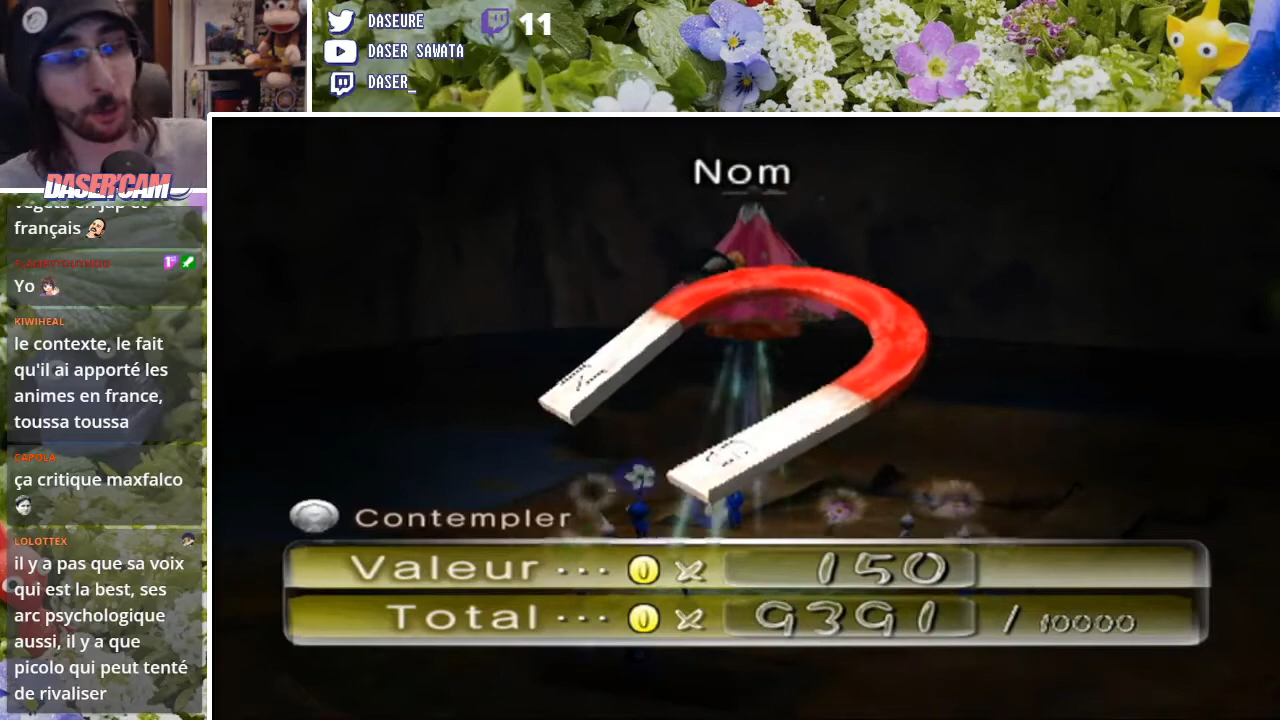 DASEURE
11
DASER SAWATA
DASER_
DASER'CAM
français
Yo
KIWIHEAL
le contexte, le fait
qu'il ai apporté les
animes en france,
toussa toussa
CAPOLA
ça critique maxfalco
LOLOTTEX
il y a pas que sa voix
qui est la best, ses
arc psychologique
aussi, il y a que
picolo qui peut tenté
de rivaliser
Nom
Contempler
Valeur ... x 150
Total ... x 9391 / 10000